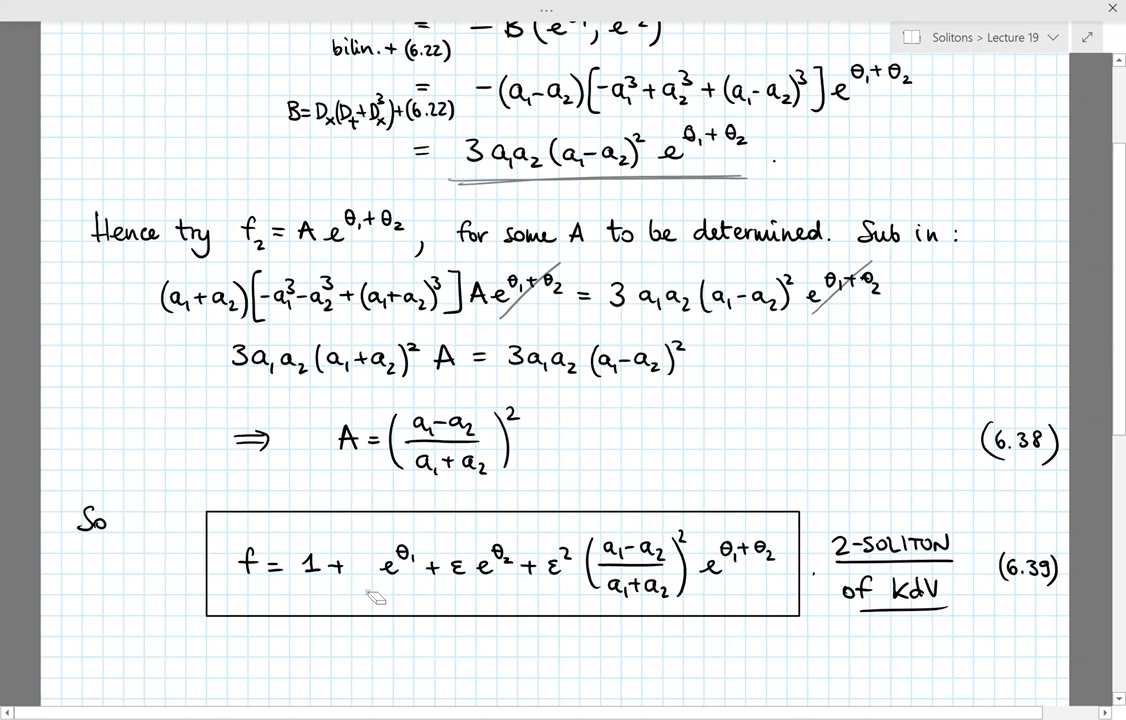 Solitons > Lecture 19
bilin. + (6.22)
= -(a₁-a₂)[-a₁³+a₂³+(a₁-a₂)³]e^{θ₁+θ₂}
B=Dₓ(Dₜ+Dₓ³)+(6.22)
= 3a₁a₂(a₁-a₂)² e^{θ₁+θ₂} .
Hence try f₂ = A e^{θ₁+θ₂}, for some A to be determined. Sub in :
(a₁+a₂)[-a₁³-a₂³+(a₁+a₂)³]A e^{θ₁+θ₂} = 3 a₁a₂ (a₁-a₂)² e^{θ₁+θ₂}
3a₁a₂(a₁+a₂)² A = 3a₁a₂ (a₁-a₂)²
⟹ A = ((a₁-a₂)/(a₁+a₂))² (6.38)
So
f = 1 + e^{θ₁} + ε e^{θ₂} + ε² ((a₁-a₂)/(a₁+a₂))² e^{θ₁+θ₂} . 2-SOLITON of KdV (6.39)